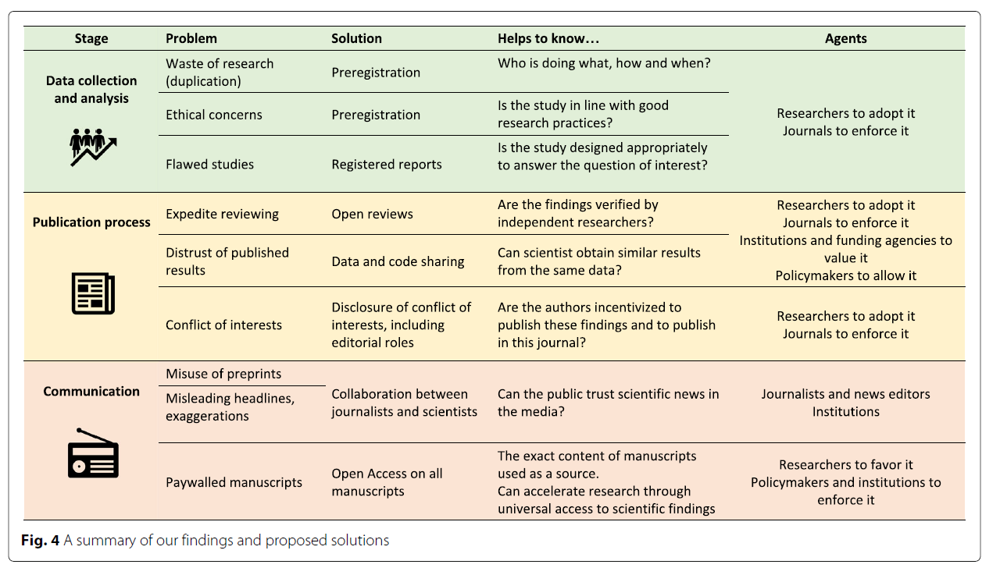 Stage Problem Solution Helps to know… Agents
Data collection
and analysis
Waste of research
(duplication)
Preregistration
Who is doing what, how and when?
Ethical concerns
Preregistration
Is the study in line with good
research practices?
Flawed studies
Registered reports
Is the study designed appropriately
to answer the question of interest?
Researchers to adopt it
Journals to enforce it
Publication process
Expedite reviewing
Open reviews
Are the findings verified by
independent researchers?
Distrust of published
results
Data and code sharing
Can scientist obtain similar results
from the same data?
Researchers to adopt it
Journals to enforce it
Institutions and funding agencies to
value it
Policymakers to allow it
Conflict of interests
Disclosure of conflict of
interests, including
editorial roles
Are the authors incentivized to
publish these findings and to publish
in this journal?
Researchers to adopt it
Journals to enforce it
Communication
Misuse of preprints
Misleading headlines,
exaggerations
Collaboration between
journalists and scientists
Can the public trust scientific news in
the media?
Journalists and news editors
Institutions
Paywalled manuscripts
Open Access on all
manuscripts
The exact content of manuscripts
used as a source.
Can accelerate research through
universal access to scientific findings
Researchers to favor it
Policymakers and institutions to
enforce it
Fig. 4 A summary of our findings and proposed solutions